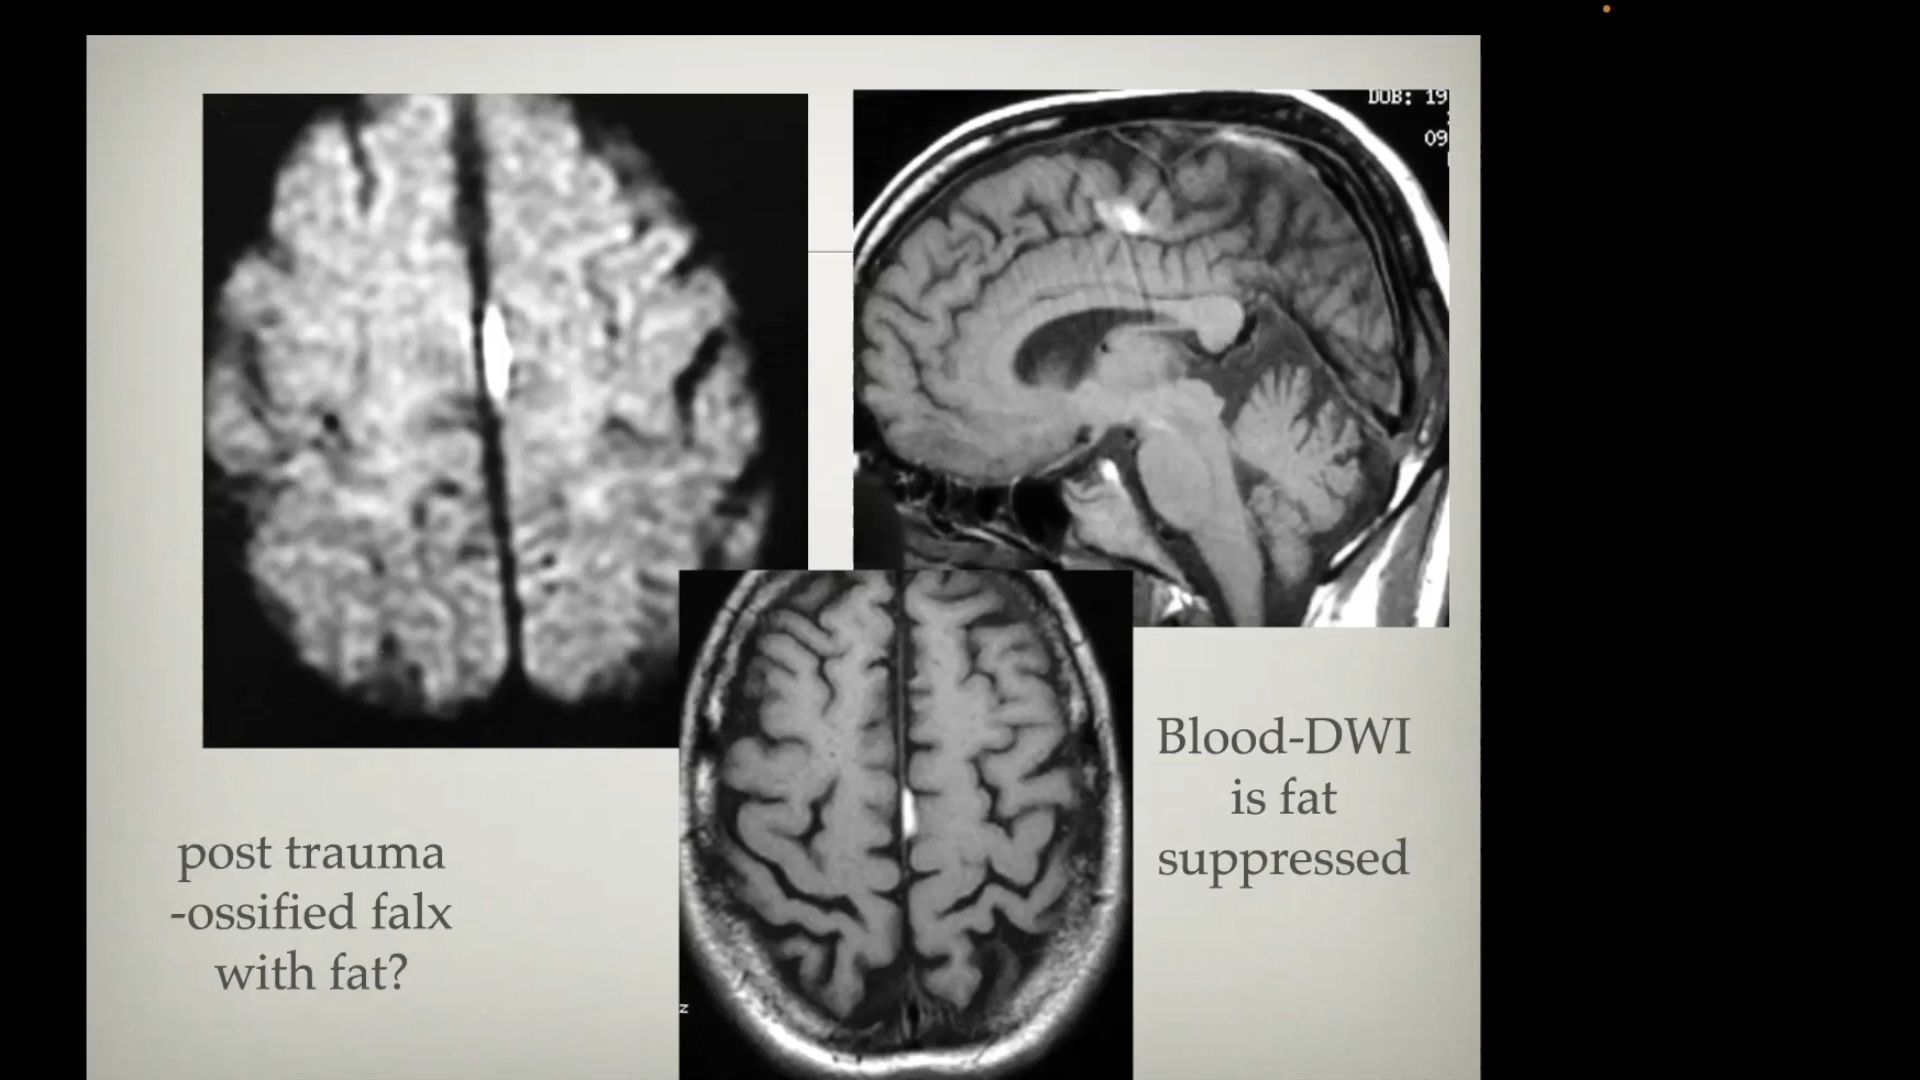 DOB: 19
09
post trauma
-ossified falx
with fat?
Blood-DWI
is fat
suppressed
z